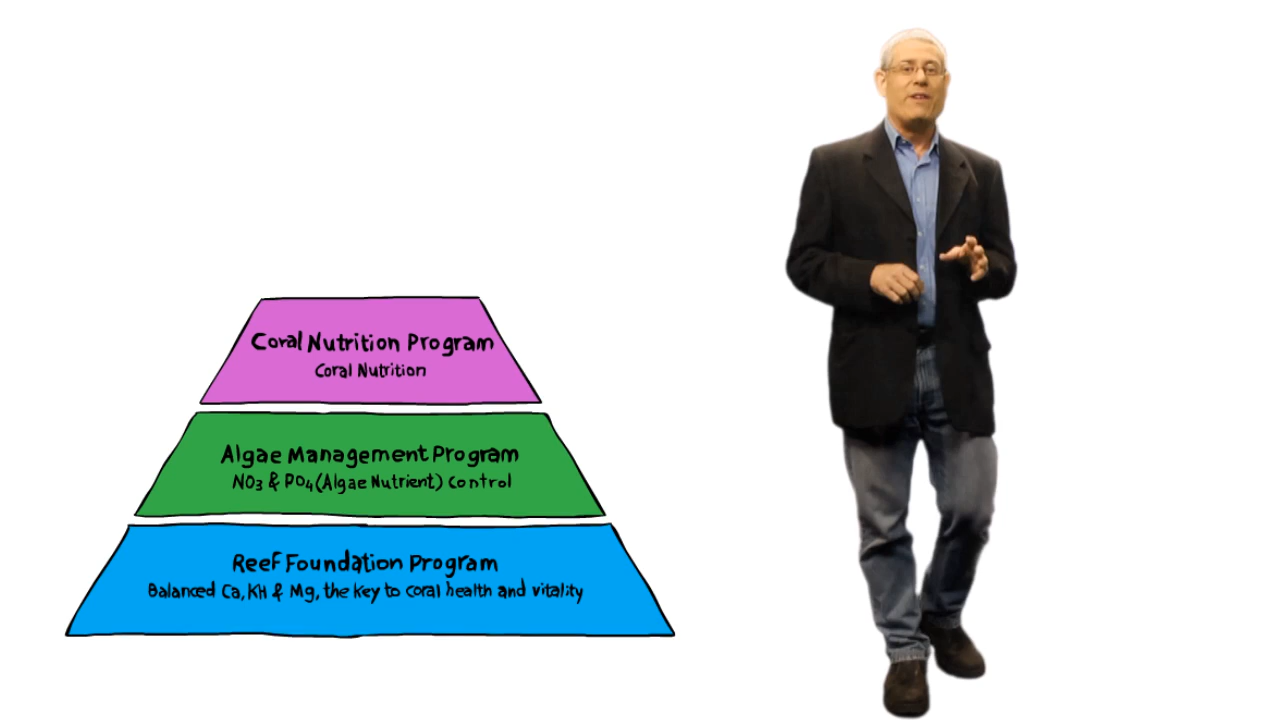 Coral Nutrition Program
Coral Nutrition
Algae Management Program
NO₃ & PO₄ (Algae Nutrient) Control
Reef Foundation Program
Balanced Ca, KH & Mg, the key to coral health and vitality